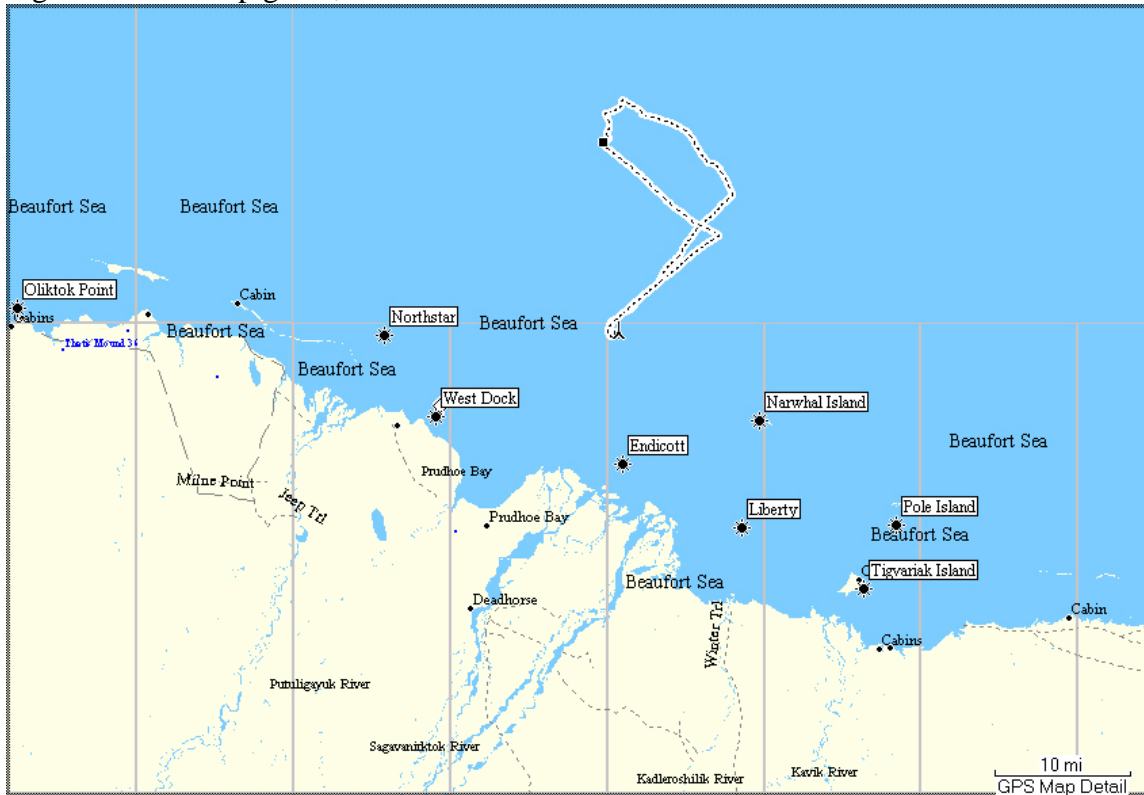 Beaufort Sea
Beaufort Sea
Oliktok Point
Cabins
Cabin
Northstar
Beaufort Sea
Beaufort Sea
Beaufort Sea
West Dock
Narwhal Island
Endicott
Beaufort Sea
Milne Point
Jeep Trl
Prudhoe Bay
Prudhoe Bay
Liberty
Pole Island
Beaufort Sea
Tigvariak Island
Beaufort Sea
Deadhorse
Cabin
Winter Trl
Cabins
Putuligayuk River
Sagavanirktok River
Kadleroshilik River
Kavik River
10 mi
GPS Map Detail